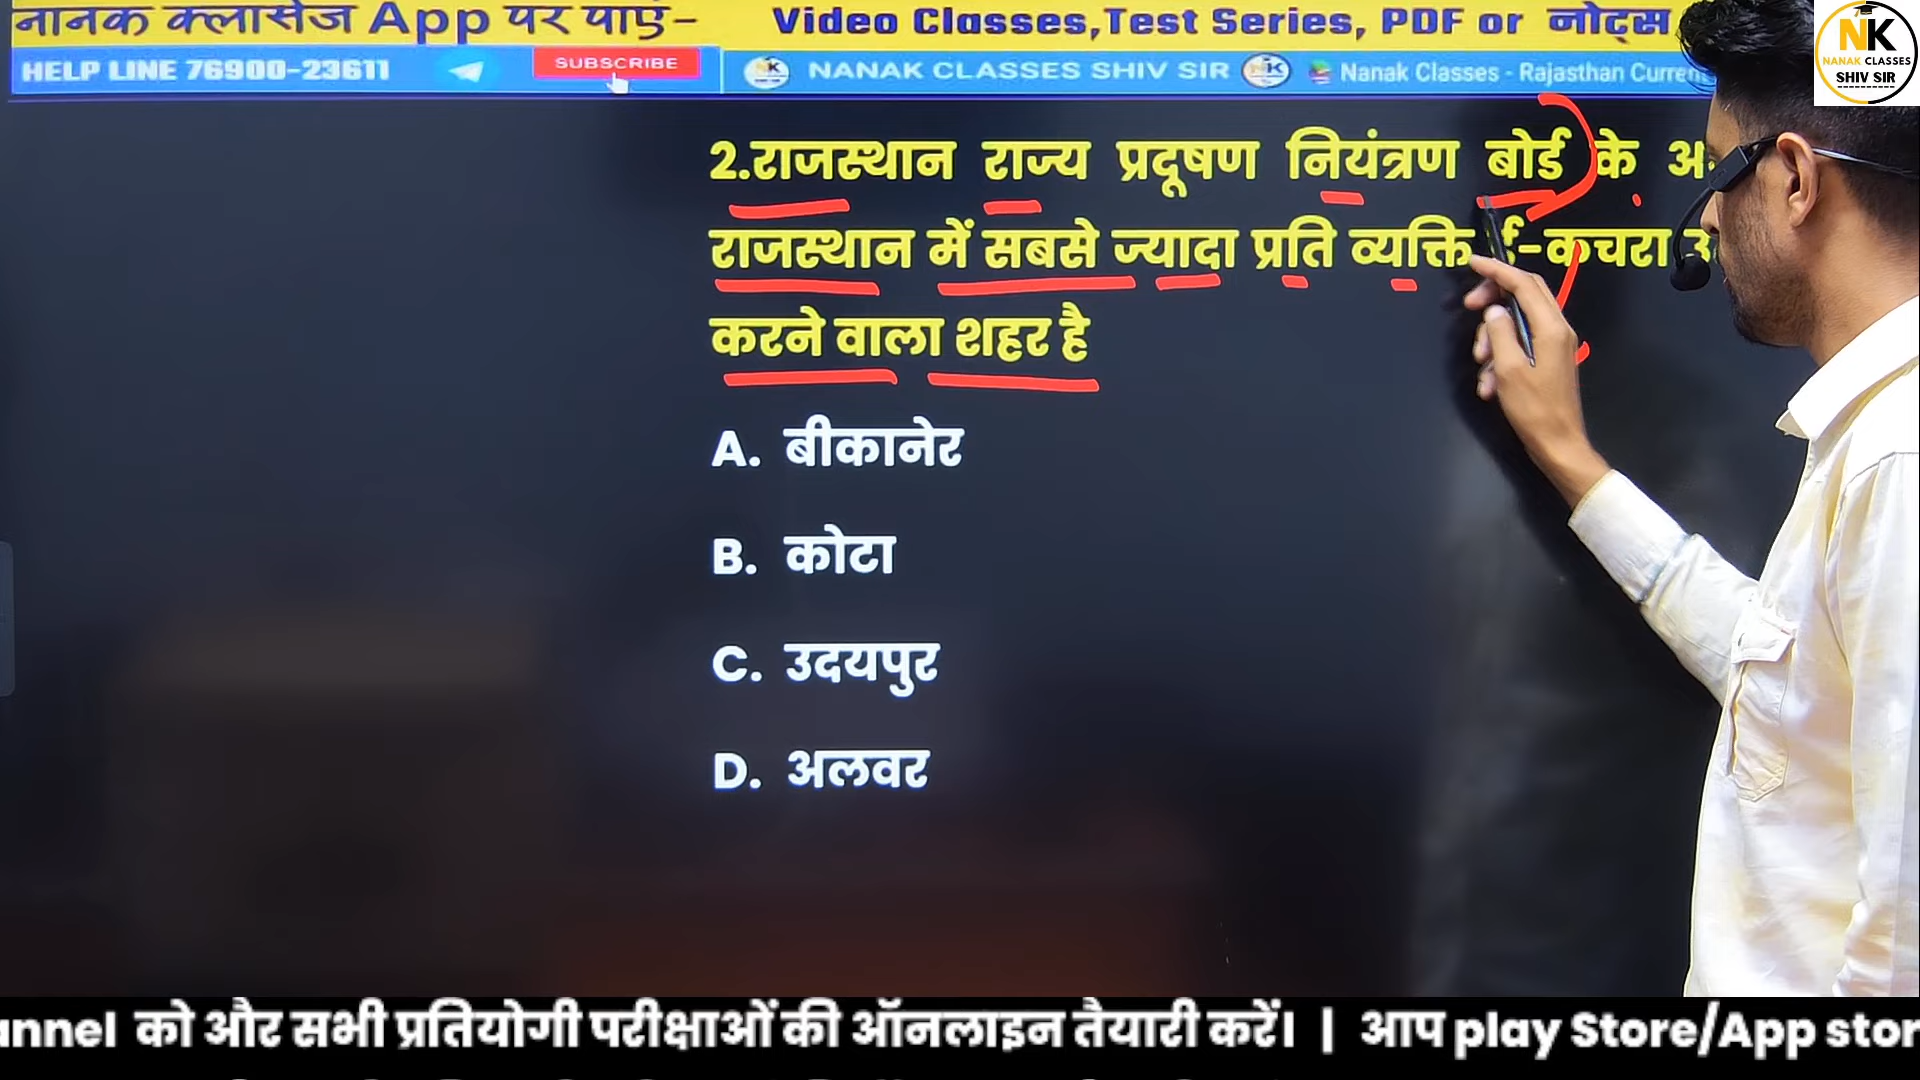 नानक क्लासेज App पर पाएं- Video Classes,Test Series, PDF or नोट्स
HELP LINE 76900-23611 SUBSCRIBE NANAK CLASSES SHIV SIR Nanak Classes - Rajasthan
NK
NANAK CLASSES
SHIV SIR
2.राजस्थान राज्य प्रदूषण नियंत्रण बोर्ड के
राजस्थान में सबसे ज्यादा प्रति व्यक्ति ई-कचरा
करने वाला शहर है
A. बीकानेर
B. कोटा
C. उदयपुर
D. अलवर
को और सभी प्रतियोगी परीक्षाओं की ऑनलाइन तैयारी करें। | आप play Store/App